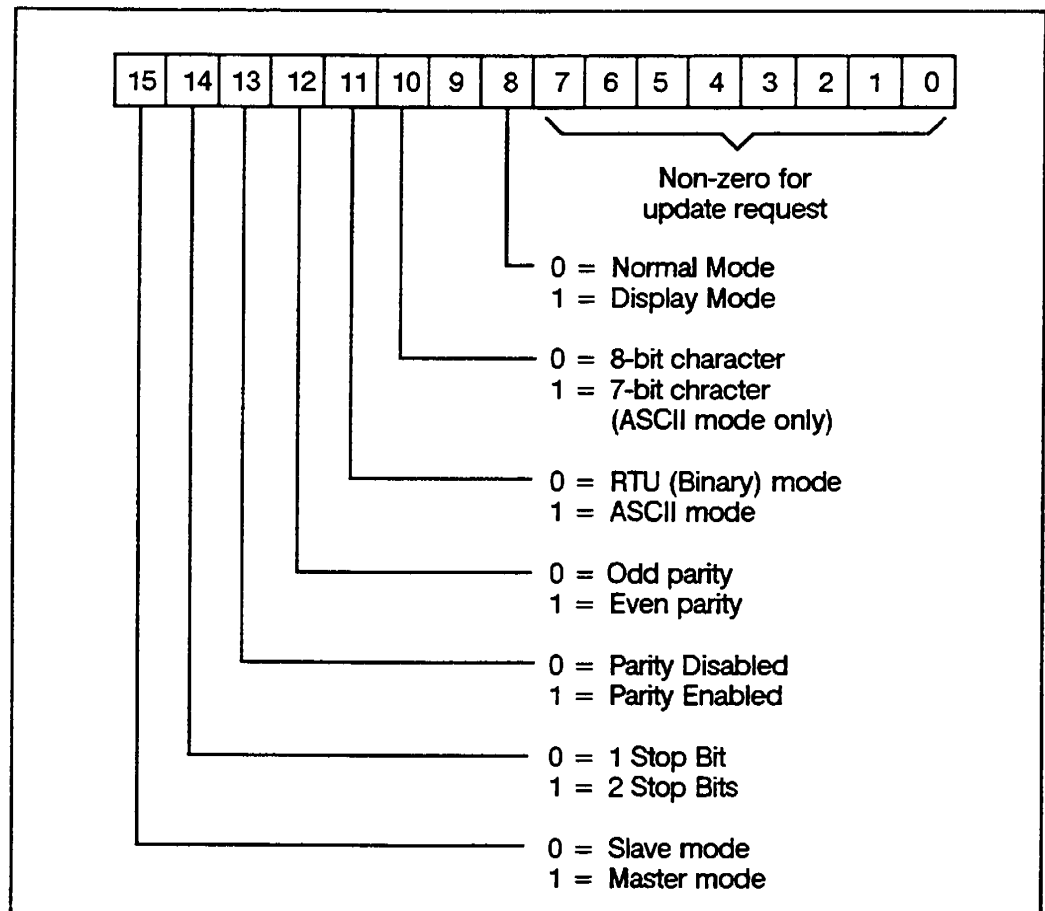 15 14 13 12 11 10 9 8 7 6 5 4 3 2 1 0
Non-zero for
update request
0 = Normal Mode
1 = Display Mode
0 = 8-bit character
1 = 7-bit chracter
(ASCII mode only)
0 = RTU (Binary) mode
1 = ASCII mode
0 = Odd parity
1 = Even parity
0 = Parity Disabled
1 = Parity Enabled
0 = 1 Stop Bit
1 = 2 Stop Bits
0 = Slave mode
1 = Master mode